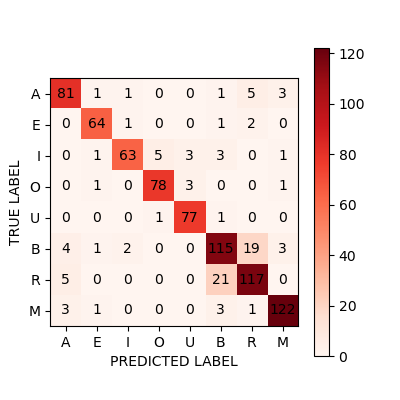 A 81 1 1 0 0 1 5 3
E 0 64 1 0 0 1 2 0
I 0 1 63 5 3 3 0 1
O 0 1 0 78 3 0 0 1
U 0 0 0 1 77 1 0 0
B 4 1 2 0 0 115 19 3
R 5 0 0 0 0 21 117 0
M 3 1 0 0 0 3 1 122
A E I O U B R M
PREDICTED LABEL
TRUE LABEL
120
100
80
60
40
20
0